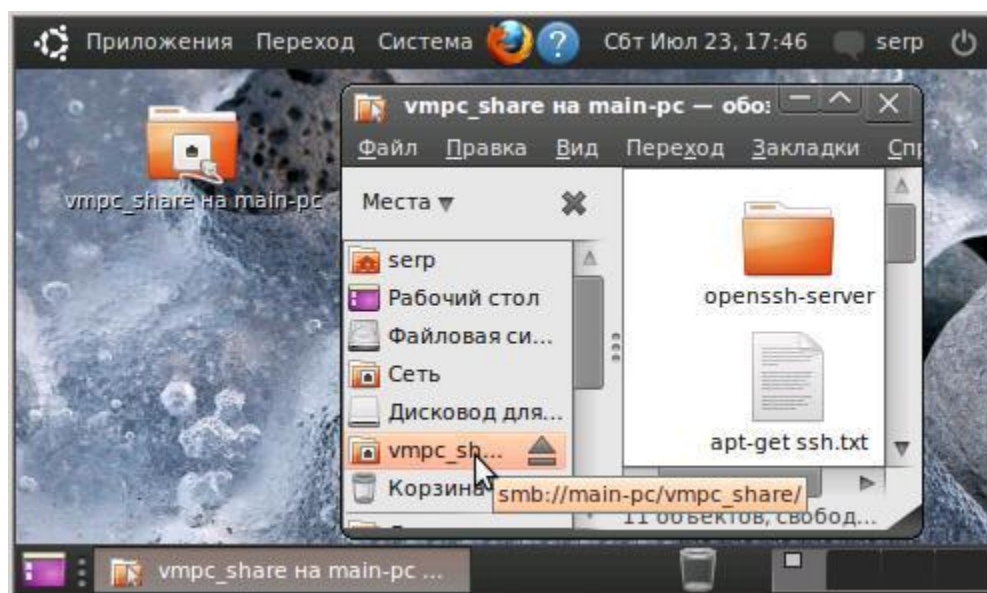 Приложения Переход Система ? Сбт Июл 23, 17:46 serp
vmpc_share на main-pc
vmpc_share на main-pc — обоз
Файл Правка Вид Переход Закладки Спр
Места
serp
Рабочий стол
Файловая си...
Сеть
Дисковод для...
vmpc_sh...
Корзина
openssh-server
apt-get ssh.txt
smb://main-pc/vmpc_share/
11 объектов, свобод...
vmpc_share на main-pc ...